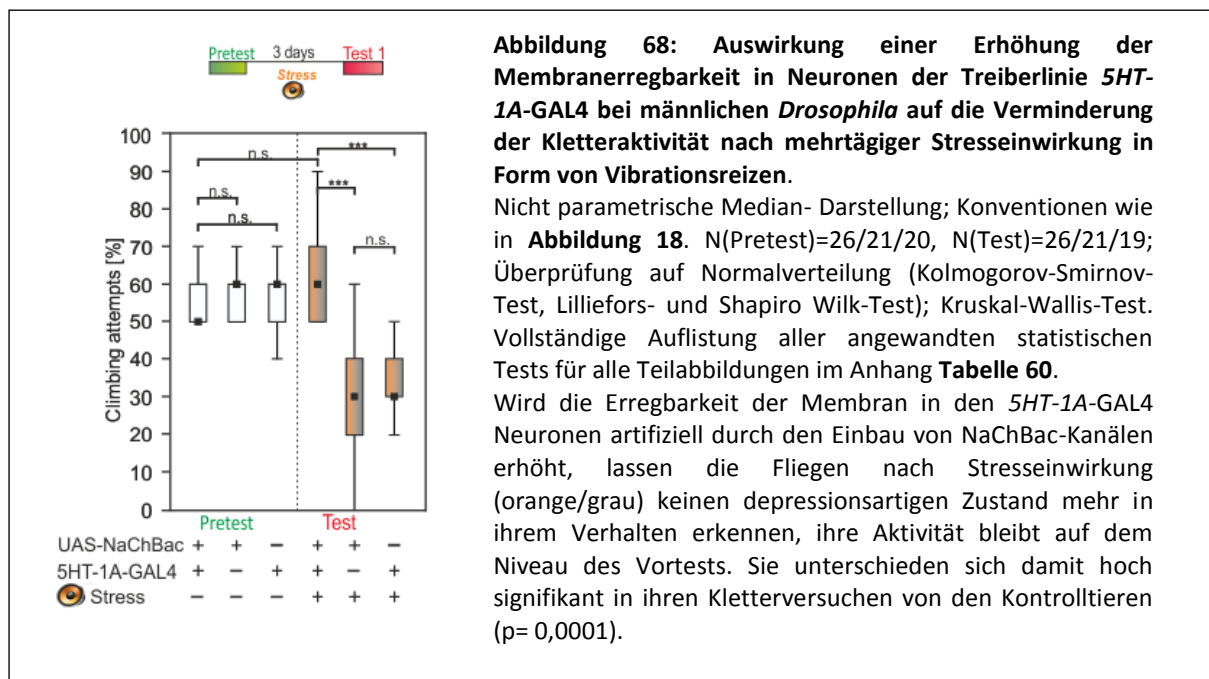 Pretest 3 days Test 1
Stress
100
90
80
70
60
50
40
30
20
10
0
Climbing attempts [%]
n.s.
n.s.
n.s.
***
***
n.s.
Pretest Test
UAS-NaChBac + + – + + –
5HT-1A-GAL4 + – + + – +
Stress – – – + + +
Abbildung 68: Auswirkung einer Erhöhung der
Membranerregbarkeit in Neuronen der Treiberlinie 5HT-
1A-GAL4 bei männlichen Drosophila auf die Verminderung
der Kletteraktivität nach mehrtägiger Stresseinwirkung in
Form von Vibrationsreizen.
Nicht parametrische Median- Darstellung; Konventionen wie
in Abbildung 18. N(Pretest)=26/21/20, N(Test)=26/21/19;
Überprüfung auf Normalverteilung (Kolmogorov-Smirnov-
Test, Lilliefors- und Shapiro Wilk-Test); Kruskal-Wallis-Test.
Vollständige Auflistung aller angewandten statistischen
Tests für alle Teilabbildungen im Anhang Tabelle 60.
Wird die Erregbarkeit der Membran in den 5HT-1A-GAL4
Neuronen artifiziell durch den Einbau von NaChBac-Kanälen
erhöht, lassen die Fliegen nach Stresseinwirkung
(orange/grau) keinen depressionsartigen Zustand mehr in
ihrem Verhalten erkennen, ihre Aktivität bleibt auf dem
Niveau des Vortests. Sie unterschieden sich damit hoch
signifikant in ihren Kletterversuchen von den Kontrolltieren
(p= 0,0001).